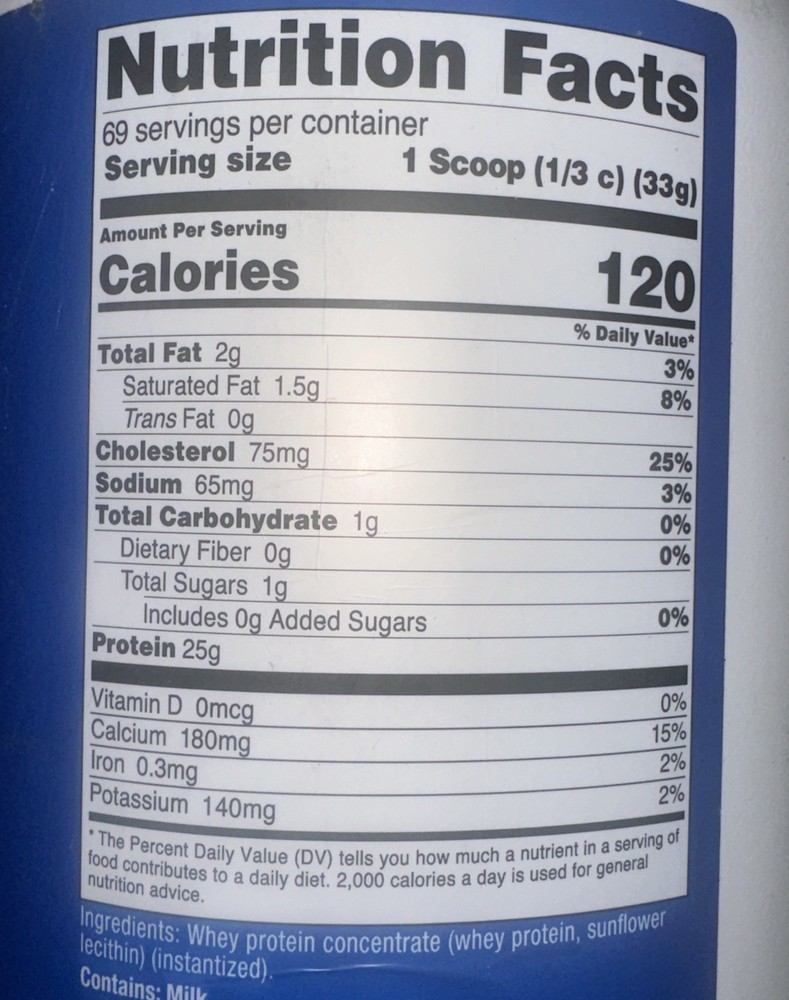 Nutrition Facts
69 servings per container
Serving size 1 Scoop (1/3 c) (33g)
Amount Per Serving
Calories 120
% Daily Value*
Total Fat 2g 3%
Saturated Fat 1.5g 8%
Trans Fat 0g
Cholesterol 75mg 25%
Sodium 65mg 3%
Total Carbohydrate 1g 0%
Dietary Fiber 0g 0%
Total Sugars 1g
Includes 0g Added Sugars 0%
Protein 25g
Vitamin D 0mcg 0%
Calcium 180mg 15%
Iron 0.3mg 2%
Potassium 140mg 2%
* The Percent Daily Value (DV) tells you how much a nutrient in a serving of
food contributes to a daily diet. 2,000 calories a day is used for general
nutrition advice.
Ingredients: Whey protein concentrate (whey protein, sunflower
lecithin) (instantized).
Contains: Milk